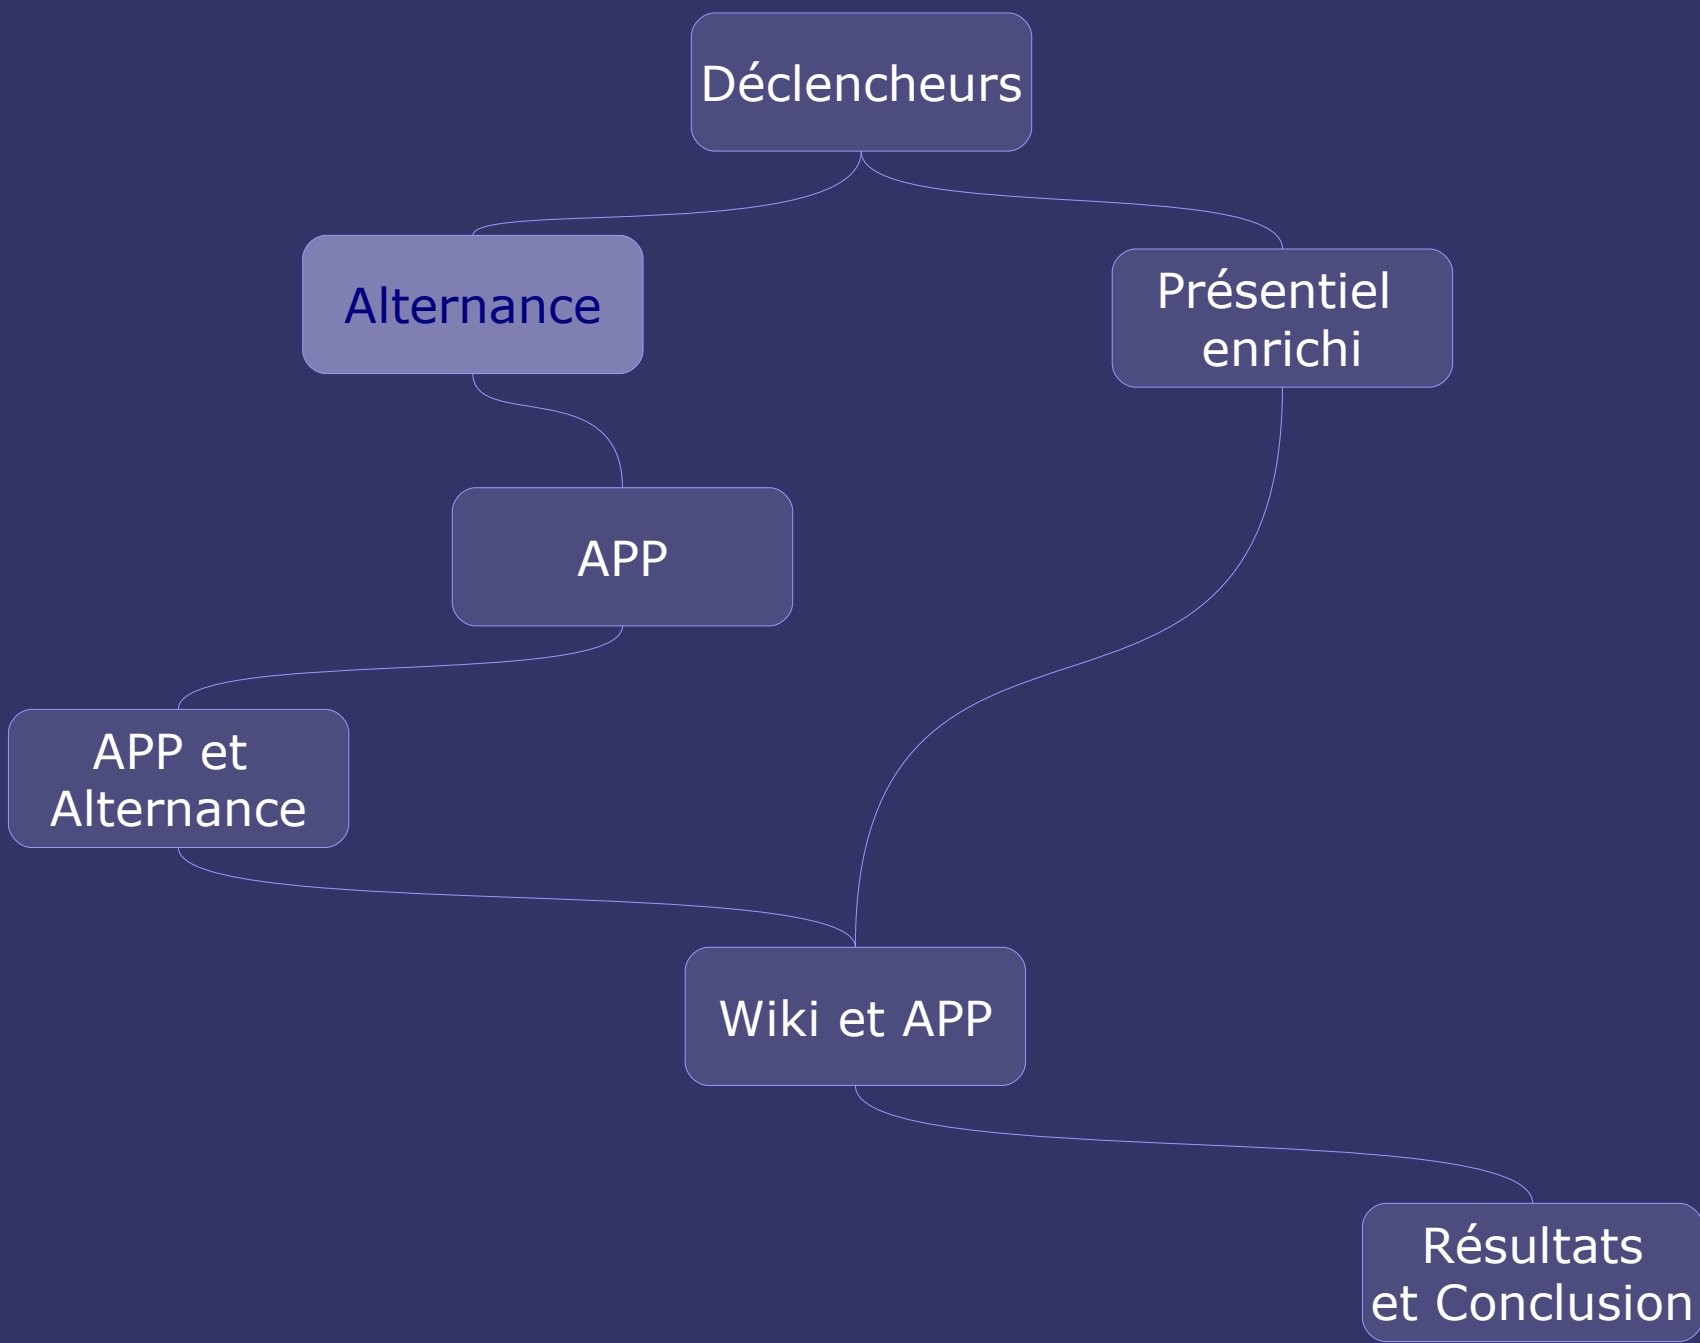 Déclencheurs
Alternance
Présentiel
enrichi
APP
APP et
Alternance
Wiki et APP
Résultats
et Conclusion